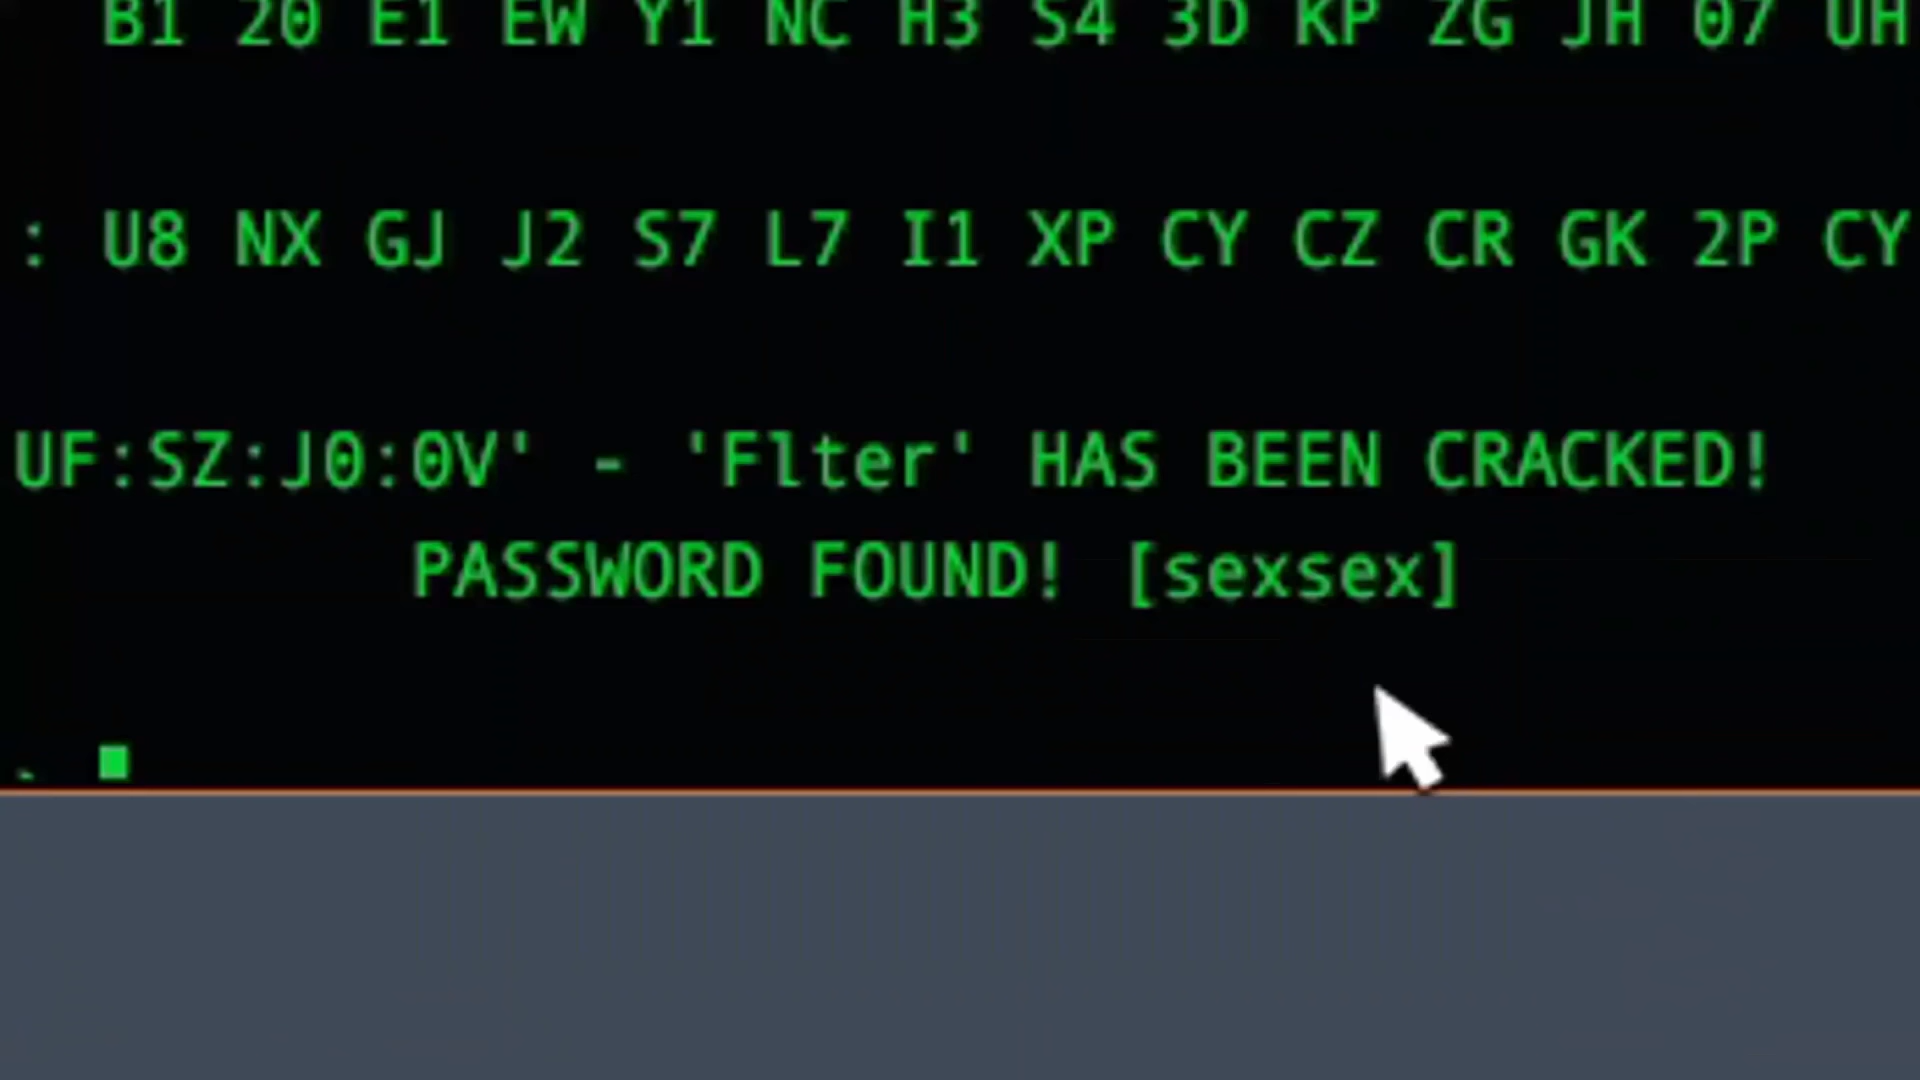 B1 20 E1 EW Y1 NC H3 S4 3D KP ZG JH 07 UH
: U8 NX GJ J2 S7 L7 I1 XP CY CZ CR GK 2P CY
UF:SZ:J0:0V' - 'Flter' HAS BEEN CRACKED!
PASSWORD FOUND! [sexsex]